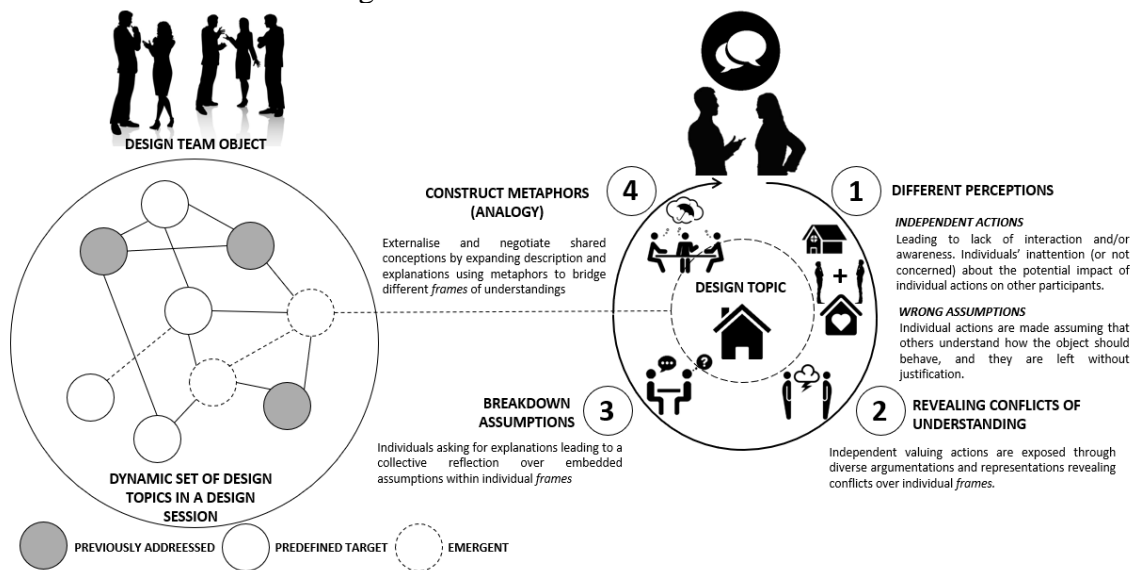 DESIGN TEAM OBJECT
DYNAMIC SET OF DESIGN
TOPICS IN A DESIGN
SESSION
PREVIOUSLY ADDREESSED
PREDEFINED TARGET
EMERGENT
CONSTRUCT METAPHORS
(ANALOGY)
4
Externalise and negotiate shared
conceptions by expanding description and
explanations using metaphors to bridge
different frames of understandings
DESIGN TOPIC
1
DIFFERENT PERCEPTIONS
INDEPENDENT ACTIONS
Leading to lack of interaction and/or
awareness. Individuals' inattention (or not
concerned) about the potential impact of
individual actions on other participants.
WRONG ASSUMPTIONS
Individual actions are made assuming that
others understand how the object should
behave, and they are left without
justification.
2
REVEALING CONFLICTS OF
UNDERSTANDING
Independent valuing actions are exposed through
diverse argumentations and representations revealing
conflicts over individual frames.
BREAKDOWN
ASSUMPTIONS
3
Individuals asking for explanations leading to a
collective reflection over embedded
assumptions within individual frames